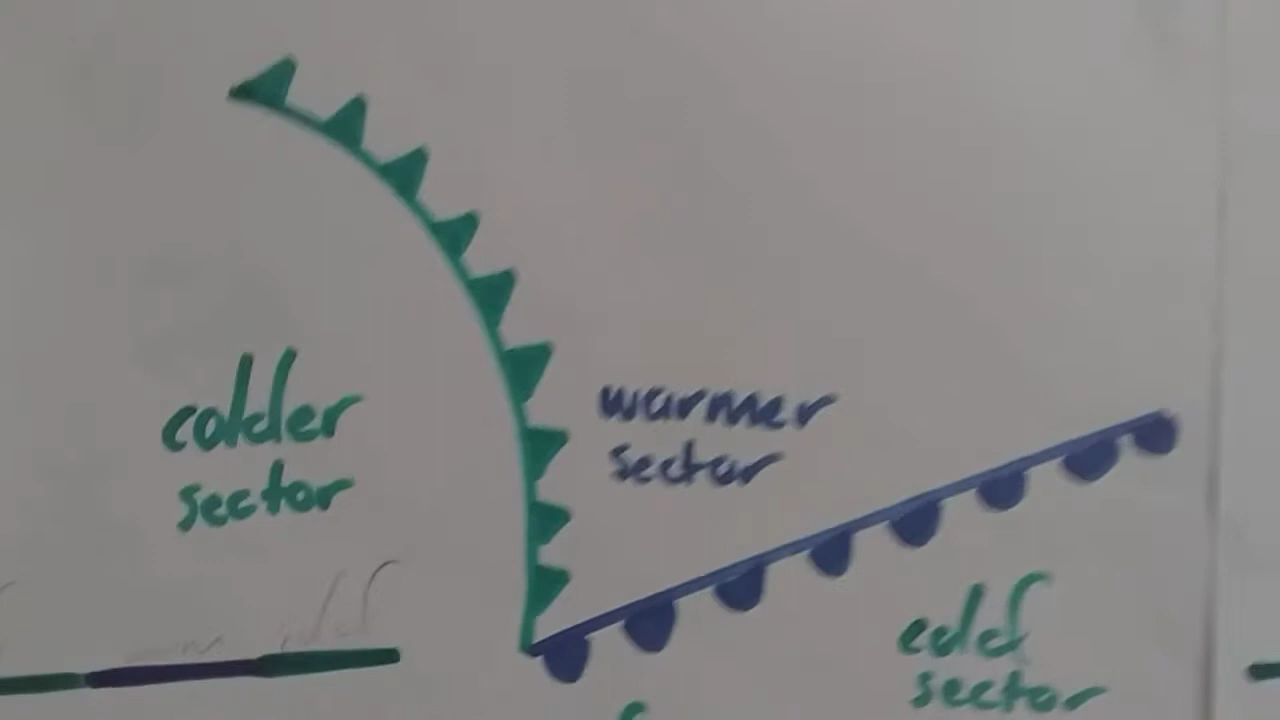 colder
sector
warmer
sector
cold
sector